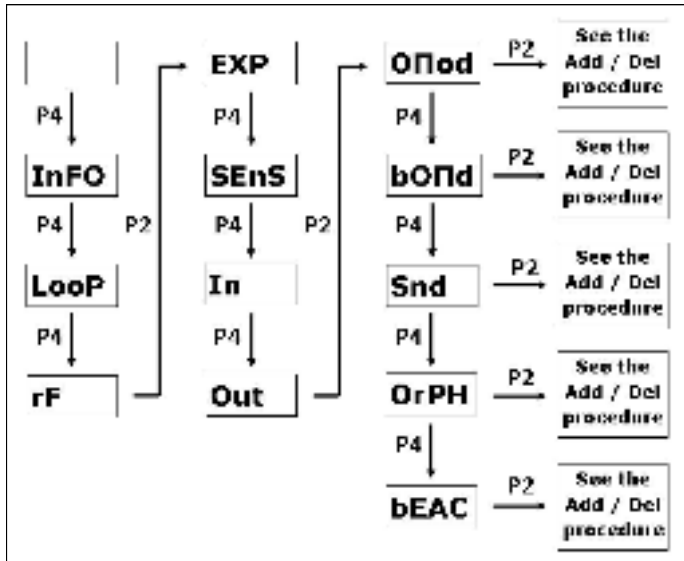 EXP
OПod
P2
See the
Add / Del
procedure
P4
P4
P4
InFO
SEnS
bOПd
P2
See the
Add / Del
procedure
P4
P2
P4
P2
P4
LooP
In
Snd
P2
See the
Add / Del
procedure
P4
P4
P4
rF
Out
OrPH
P2
See the
Add / Del
procedure
P4
bEAC
P2
See the
Add / Del
procedure